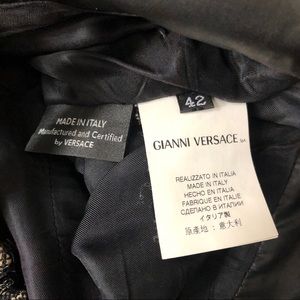 42
MADE IN ITALY
Manufactured and Certified
by VERSACE
GIANNI VERSACE
REALIZZATO IN ITALIA
MADE IN ITALY
HECHO EN ITALIA
FABRIQUE EN ITALIE
СДЕЛАНО В ИТАЛИИ
イタリア製
原產地：意大利